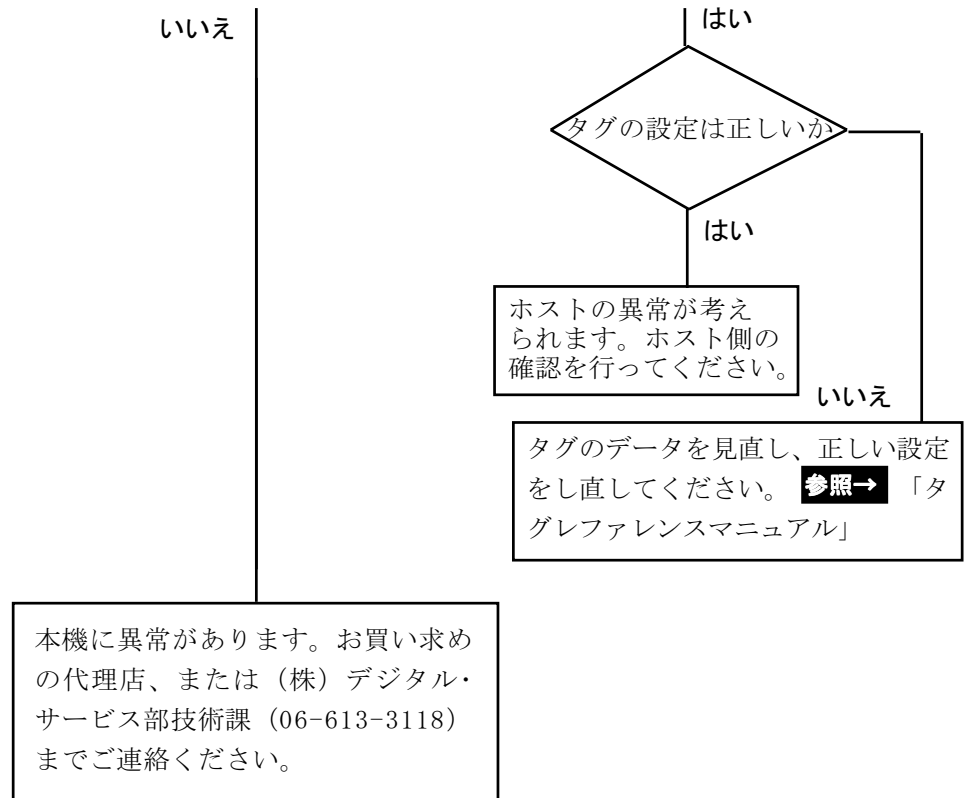 いいえ
はい
タグの設定は正しいか
はい
ホストの異常が考え
られます。ホスト側の
確認を行ってください。
いいえ
タグのデータを見直し、正しい設定
をし直してください。 参照→ 「タ
グレファレンスマニュアル」
本機に異常があります。お買い求め
の代理店、または（株）デジタル・
サービス部技術課（06-613-3118）
までご連絡ください。